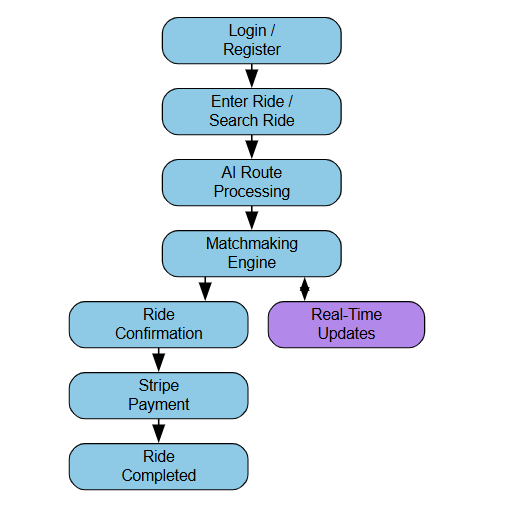 Login /
Register
Enter Ride /
Search Ride
AI Route
Processing
Matchmaking
Engine
Ride
Confirmation
Real-Time
Updates
Stripe
Payment
Ride
Completed